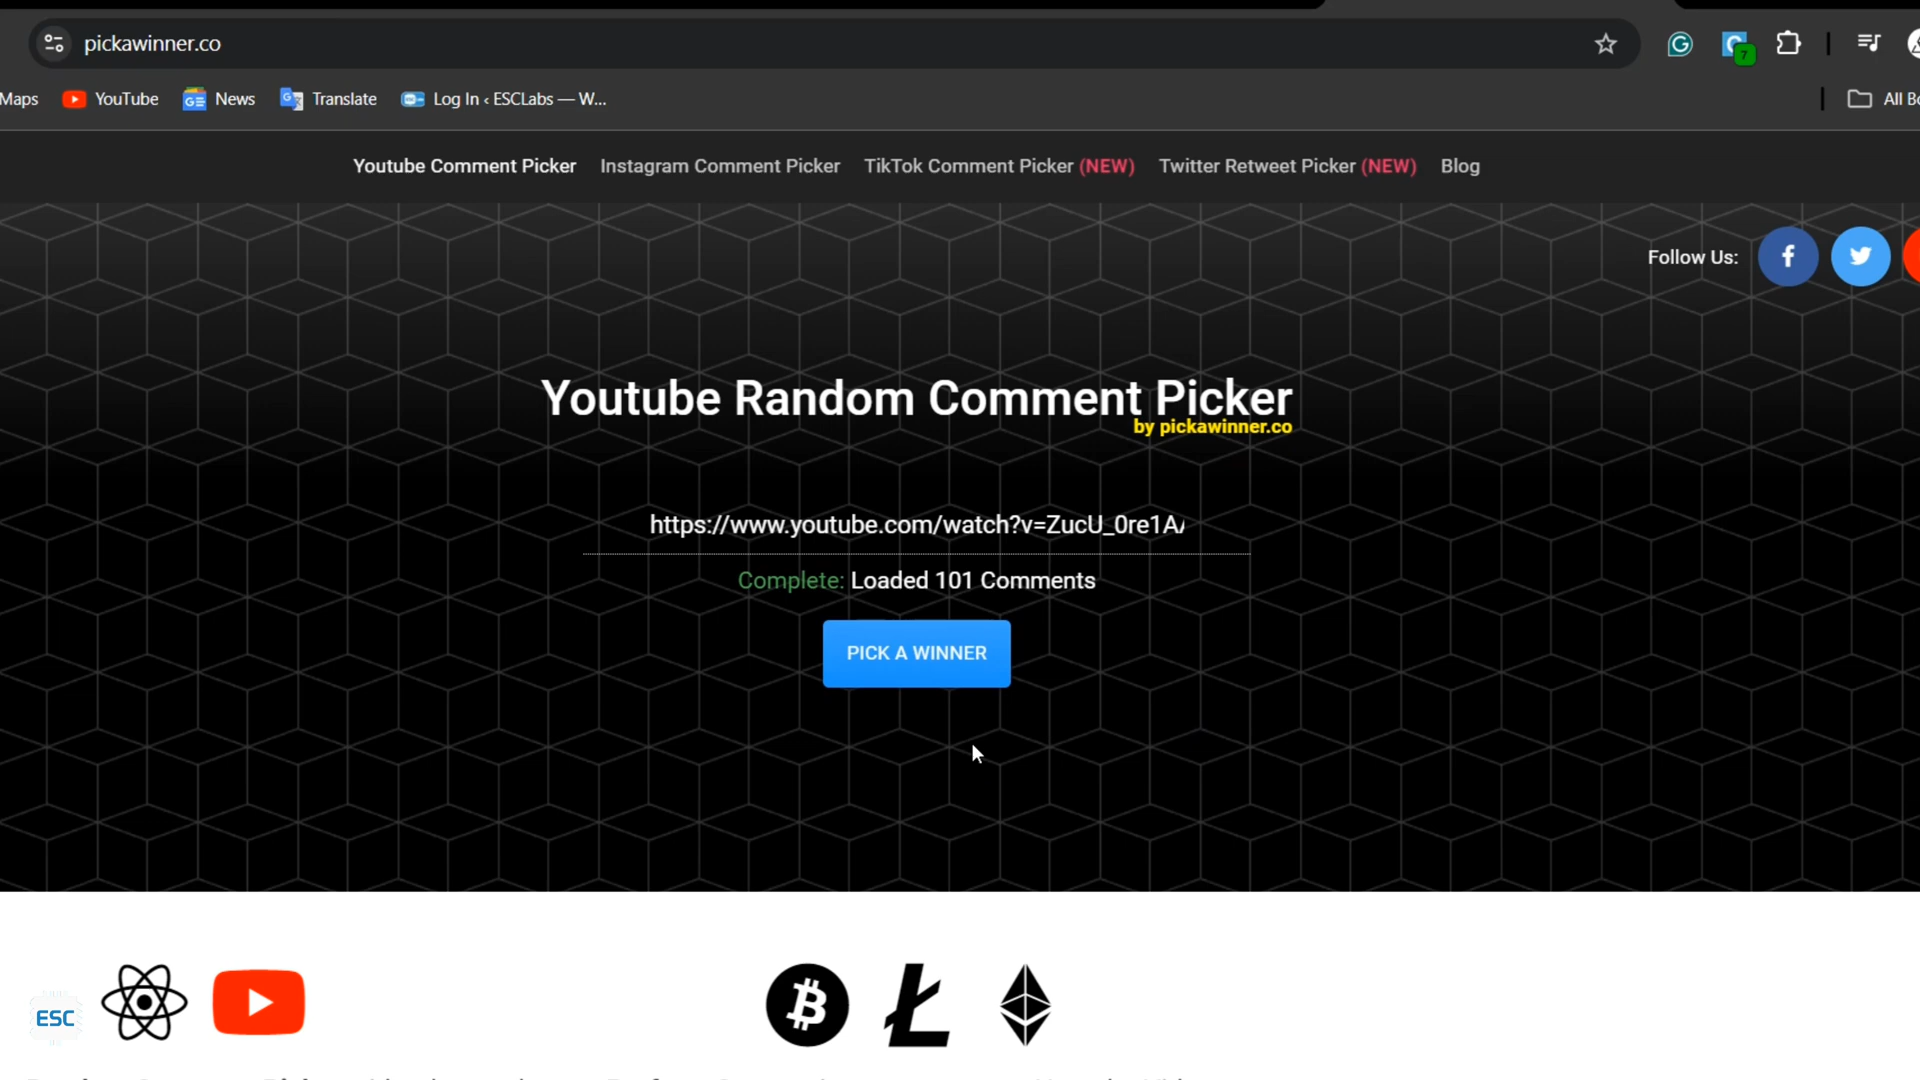 pickawinner.co
7
Maps YouTube News Translate Log In ‹ ESCLabs — W...
Youtube Comment Picker Instagram Comment Picker TikTok Comment Picker (NEW) Twitter Retweet Picker (NEW) Blog
Follow Us:
Youtube Random Comment Picker
by pickawinner.co
https://www.youtube.com/watch?v=ZucU_0re1A
Complete: Loaded 101 Comments
PICK A WINNER
ESC